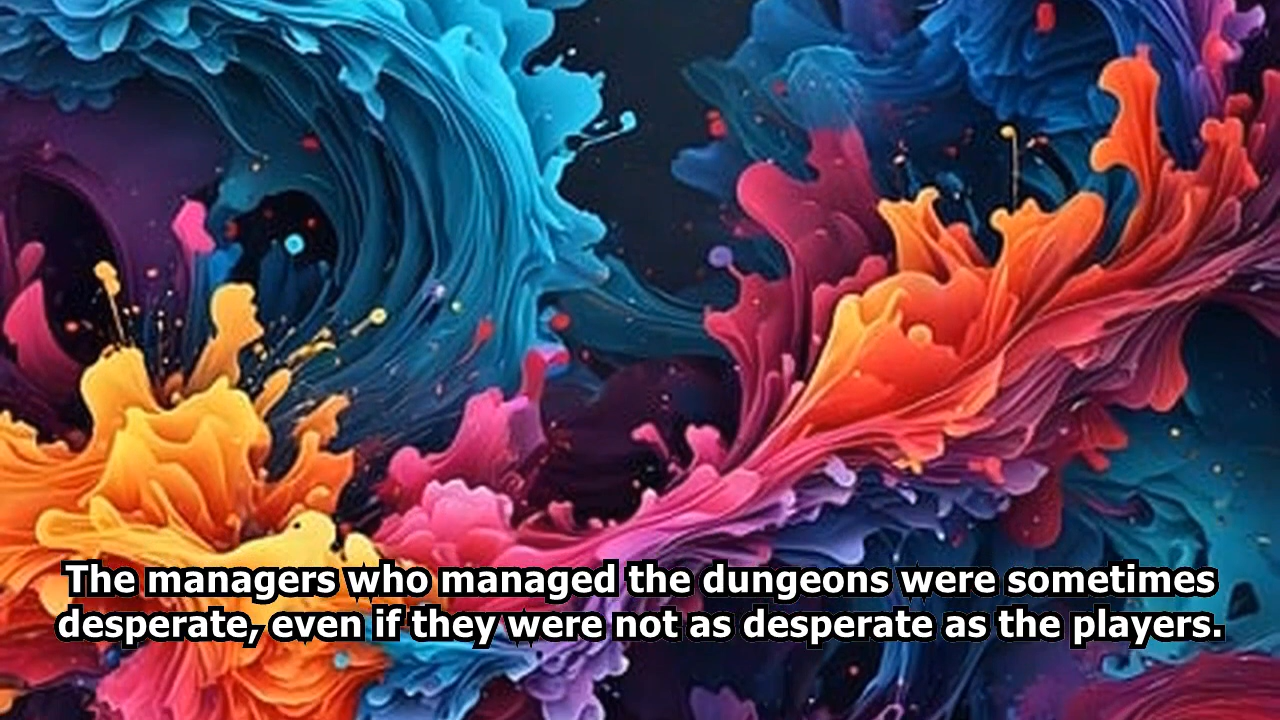 The managers who managed the dungeons were sometimes
desperate, even if they were not as desperate as the players.